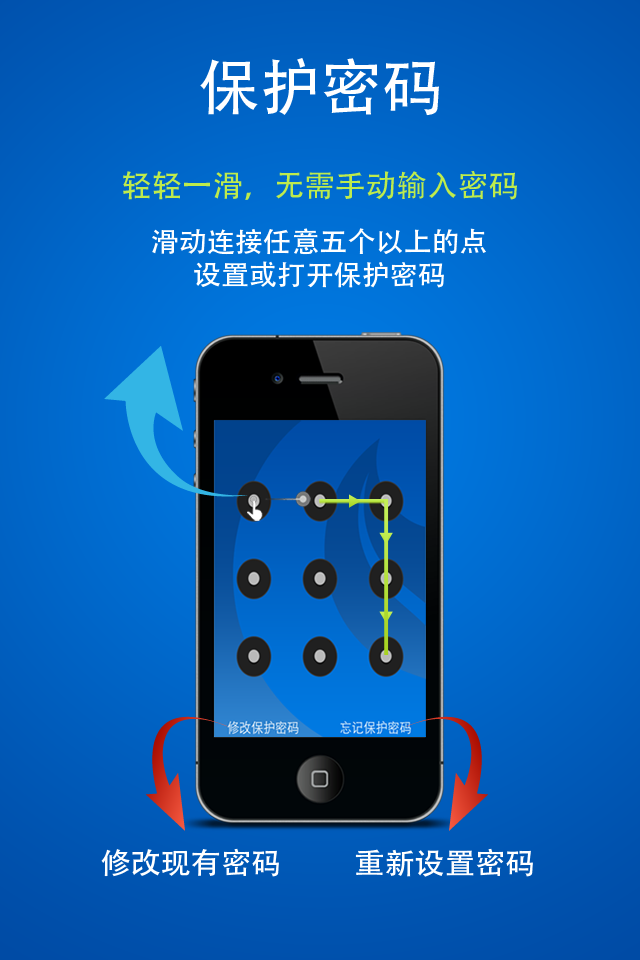 保护密码
轻轻一滑，无需手动输入密码
滑动连接任意五个以上的点
设置或打开保护密码
修改保护密码
忘记保护密码
修改现有密码
重新设置密码